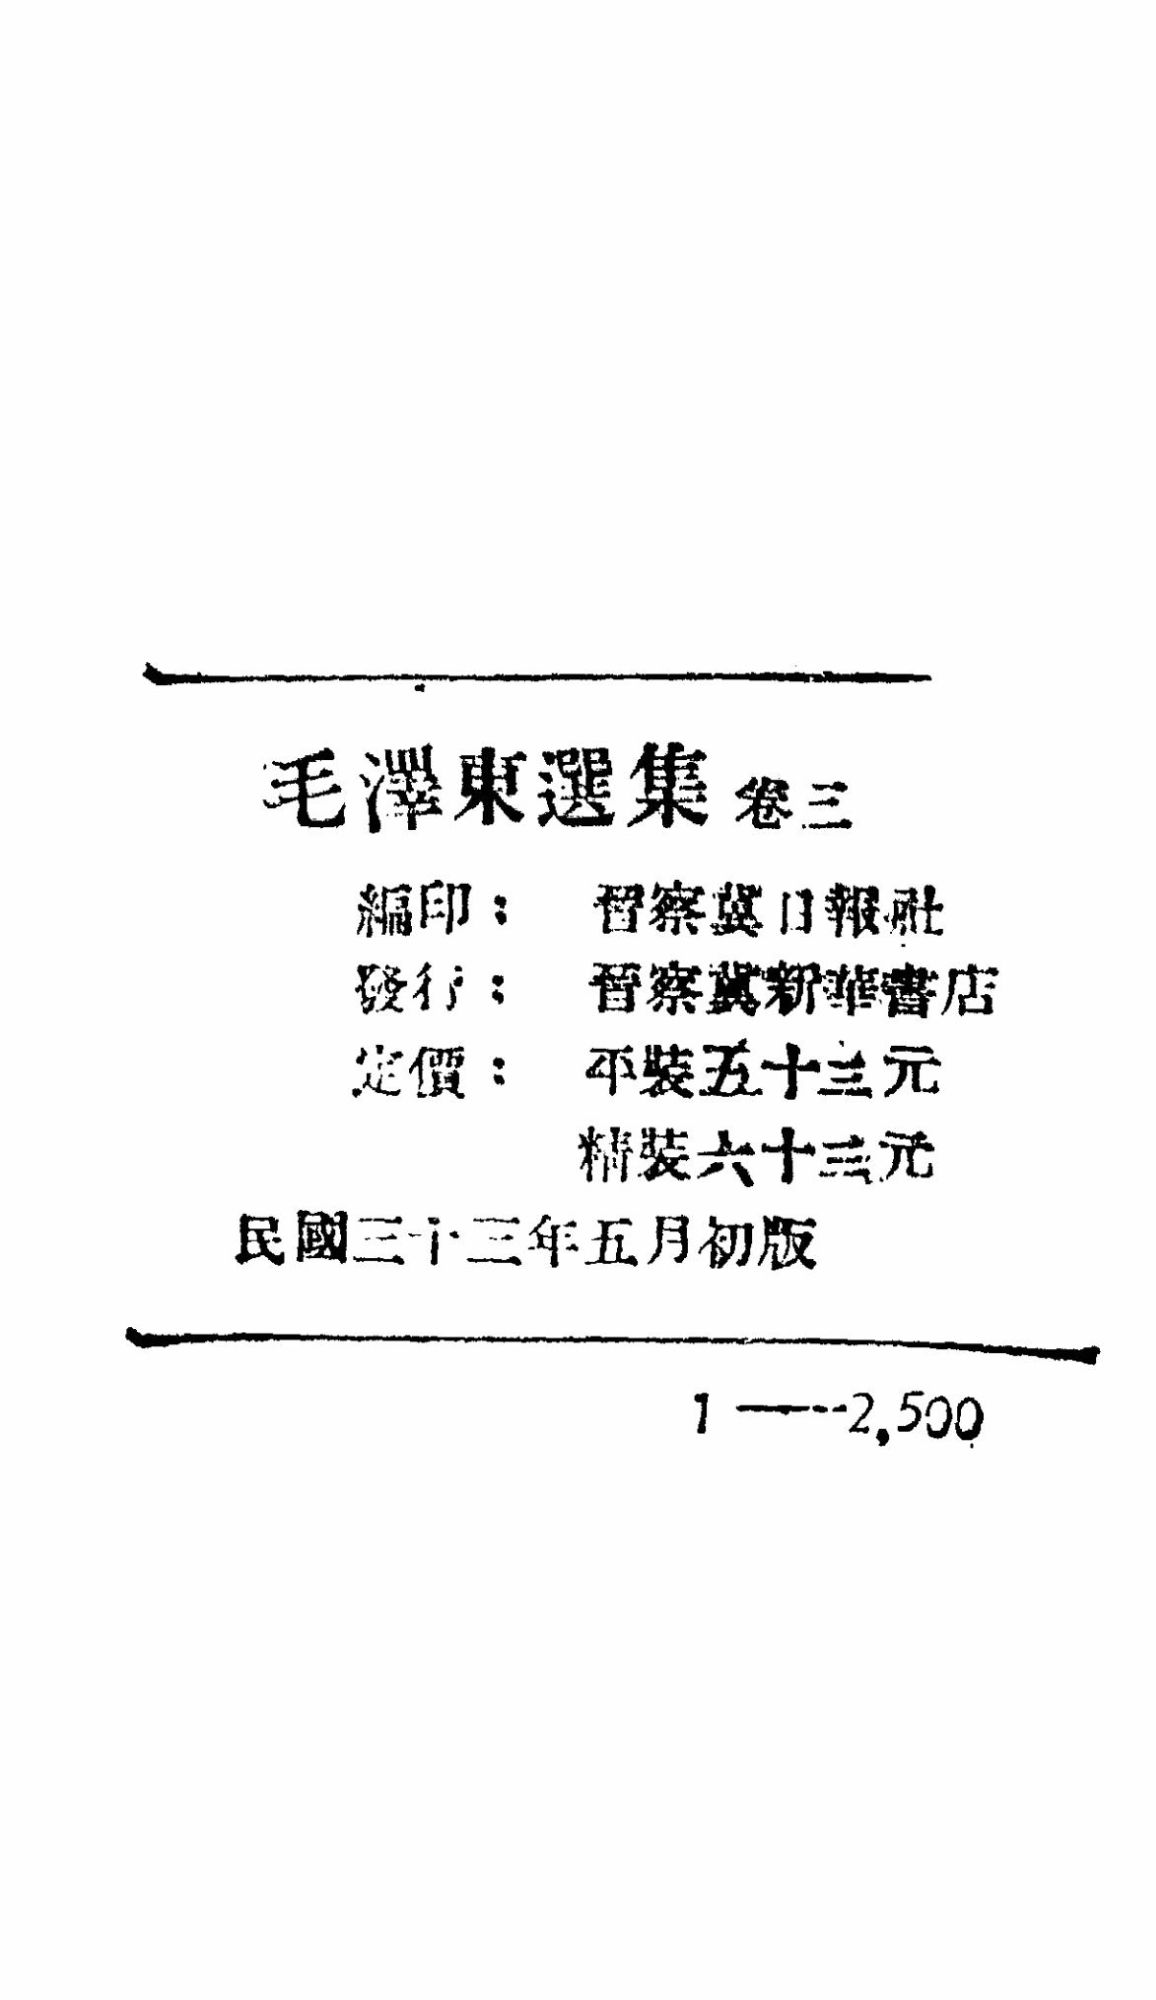 毛澤東選集 卷三
編印： 晉察冀日報社
發行： 晉察冀新華書店
定價： 平裝五十三元
精裝六十三元
民國三十三年五月初版
1——2,500